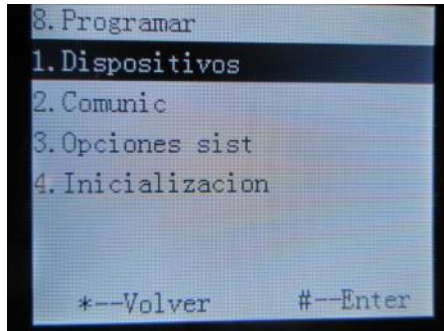 8.Programar
1.Dispositivos
2.Comunic
3.Opciones sist
4.Inicializacion
*--Volver #--Enter